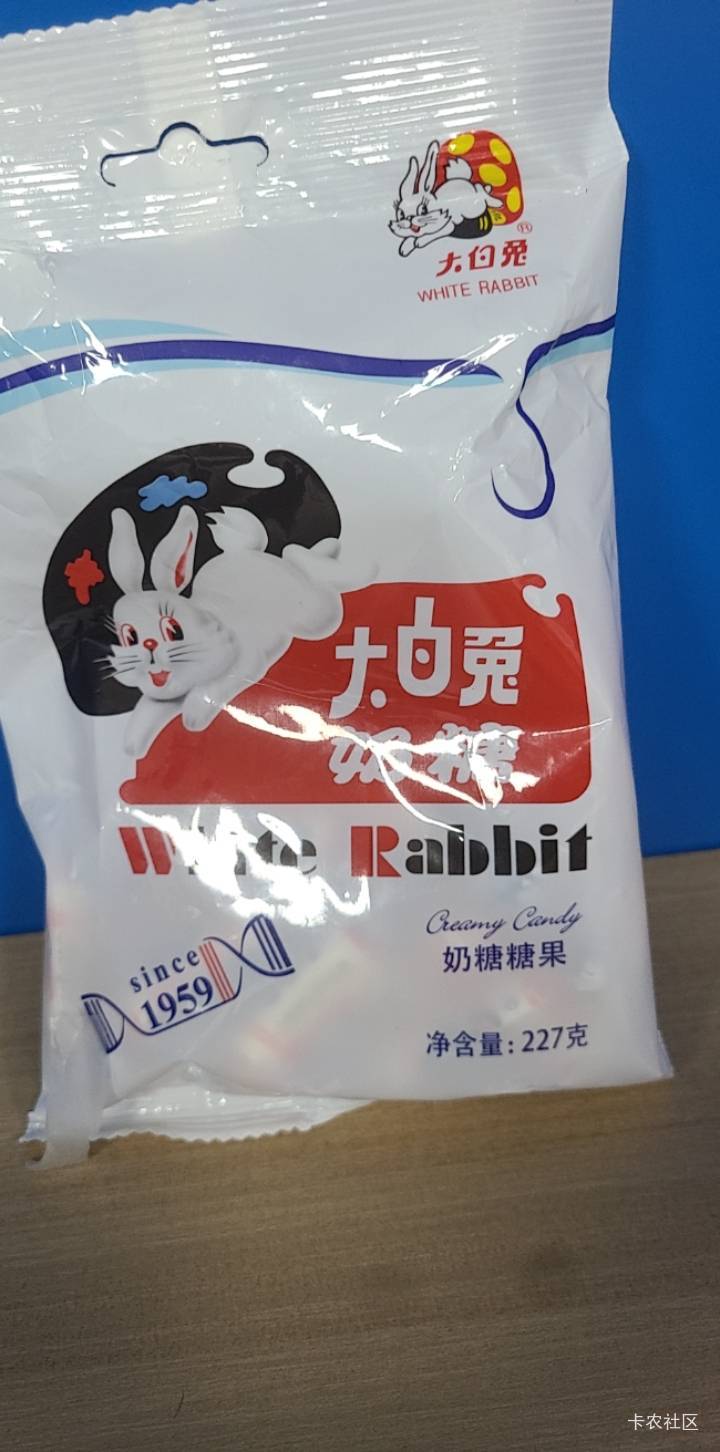 大白兔
WHITE RABBIT
大白兔
奶糖
White Rabbit
Creamy Candy
奶糖糖果
since
1959
净含量:227克
卡农社区